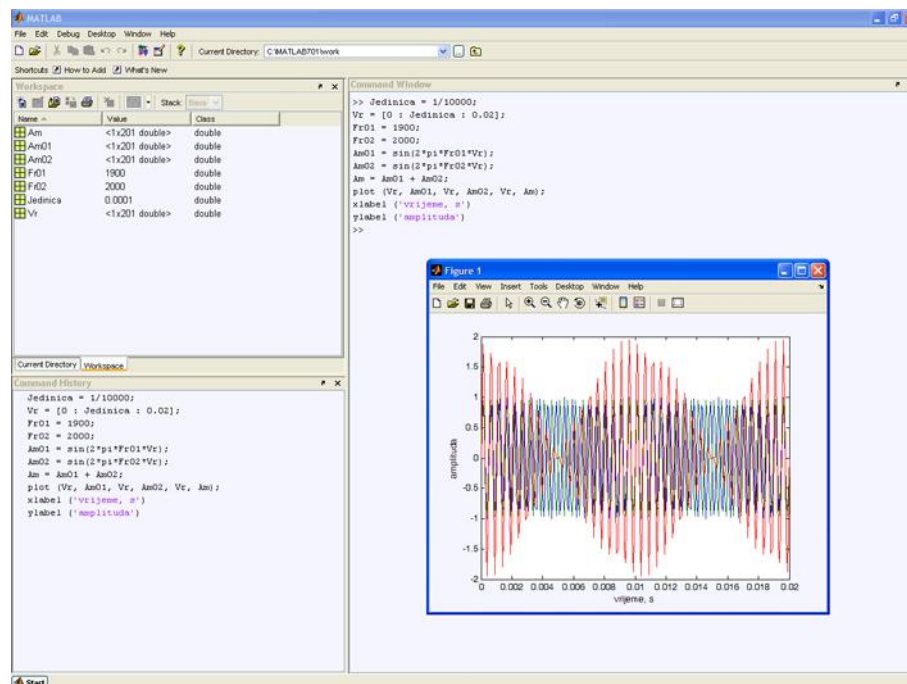 MATLAB
File Edit Debug Desktop Window Help
Current Directory: C:\MATLAB701\work
Shortcuts How to Add What's New
Workspace
Stack: Base
Name Value Class
Am <1x201 double> double
Am01 <1x201 double> double
Am02 <1x201 double> double
Fr01 1900 double
Fr02 2000 double
Jedinica 0.0001 double
Vr <1x201 double> double
Current Directory Workspace
Command History
Jedinica = 1/10000;
Vr = [0 : Jedinica : 0.02];
Fr01 = 1900;
Fr02 = 2000;
Am01 = sin(2*pi*Fr01*Vr);
Am02 = sin(2*pi*Fr02*Vr);
Am = Am01 + Am02;
plot (Vr, Am01, Vr, Am02, Vr, Am);
xlabel ('vrijeme, s')
ylabel ('amplituda')
Command Window
>> Jedinica = 1/10000;
Vr = [0 : Jedinica : 0.02];
Fr01 = 1900;
Fr02 = 2000;
Am01 = sin(2*pi*Fr01*Vr);
Am02 = sin(2*pi*Fr02*Vr);
Am = Am01 + Am02;
plot (Vr, Am01, Vr, Am02, Vr, Am);
xlabel ('vrijeme, s')
ylabel ('amplituda')
>>
Figure 1
File Edit View Insert Tools Desktop Window Help
2
1.5
1
0.5
0
-0.5
-1
-1.5
-2
amplituda
0 0.002 0.004 0.006 0.008 0.01 0.012 0.014 0.016 0.018 0.02
vrijeme, s
Start